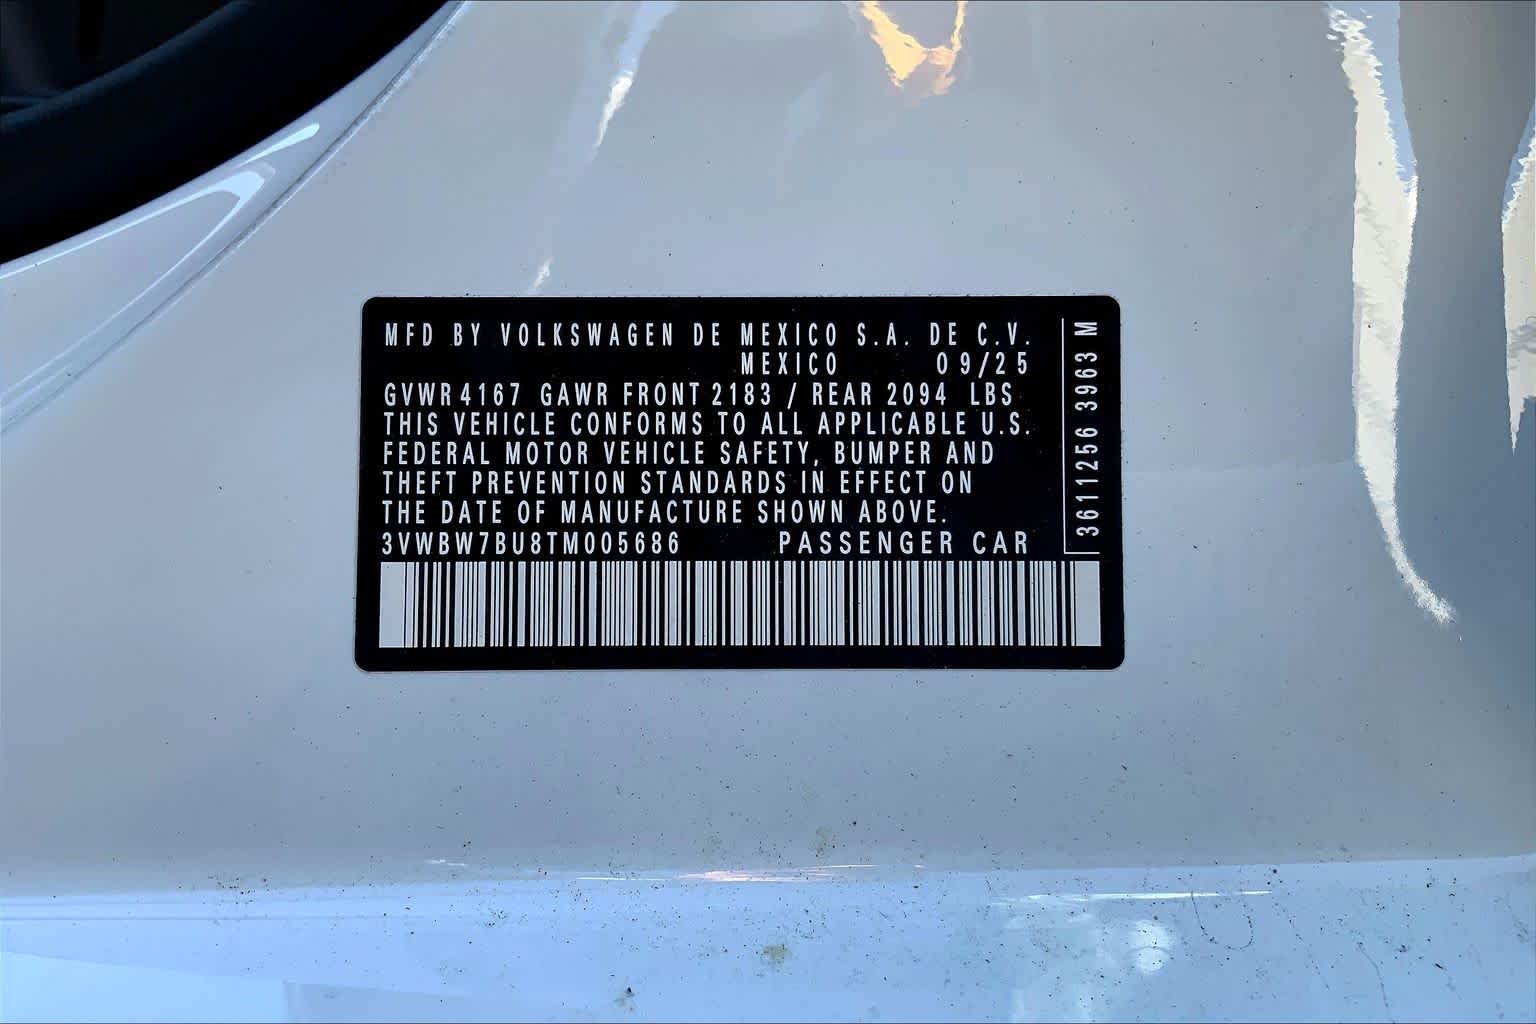 MFD BY VOLKSWAGEN DE MEXICO S.A. DE C.V.
MEXICO 09/25
GVWR 4167 GAWR FRONT 2183 / REAR 2094 LBS
THIS VEHICLE CONFORMS TO ALL APPLICABLE U.S.
FEDERAL MOTOR VEHICLE SAFETY, BUMPER AND
THEFT PREVENTION STANDARDS IN EFFECT ON
THE DATE OF MANUFACTURE SHOWN ABOVE.
3VWBW7BU8TM005686 PASSENGER CAR
3611256 3963 M